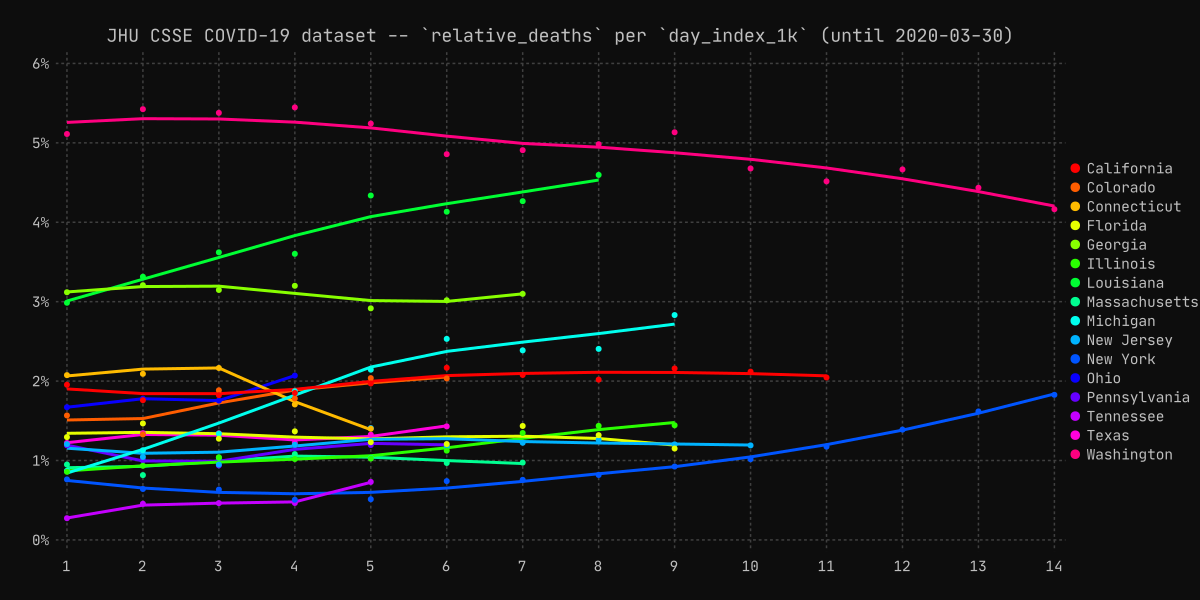 JHU CSSE COVID-19 dataset -- `relative_deaths` per `day_index_1k` (until 2020-03-30)
6%
5%
4%
3%
2%
1%
0%
1 2 3 4 5 6 7 8 9 10 11 12 13 14
California
Colorado
Connecticut
Florida
Georgia
Illinois
Louisiana
Massachusetts
Michigan
New Jersey
New York
Ohio
Pennsylvania
Tennessee
Texas
Washington